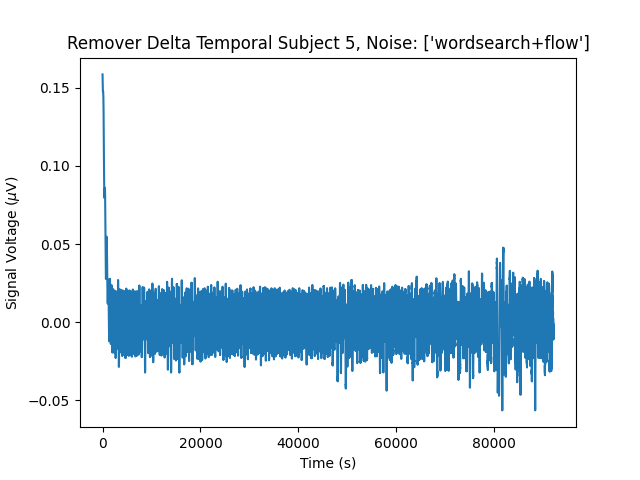 Remover Delta Temporal Subject 5, Noise: ['wordsearch+flow']
Signal Voltage (μV)
0.15
0.10
0.05
0.00
−0.05
0 20000 40000 60000 80000
Time (s)